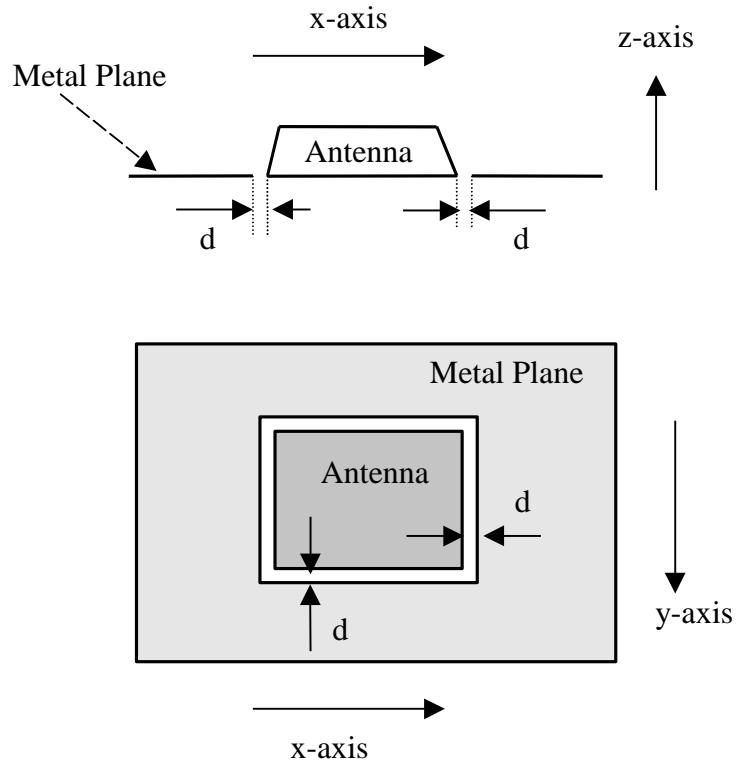 x-axis
z-axis
Metal Plane
Antenna
d
d
Metal Plane
Antenna
d
d
y-axis
x-axis